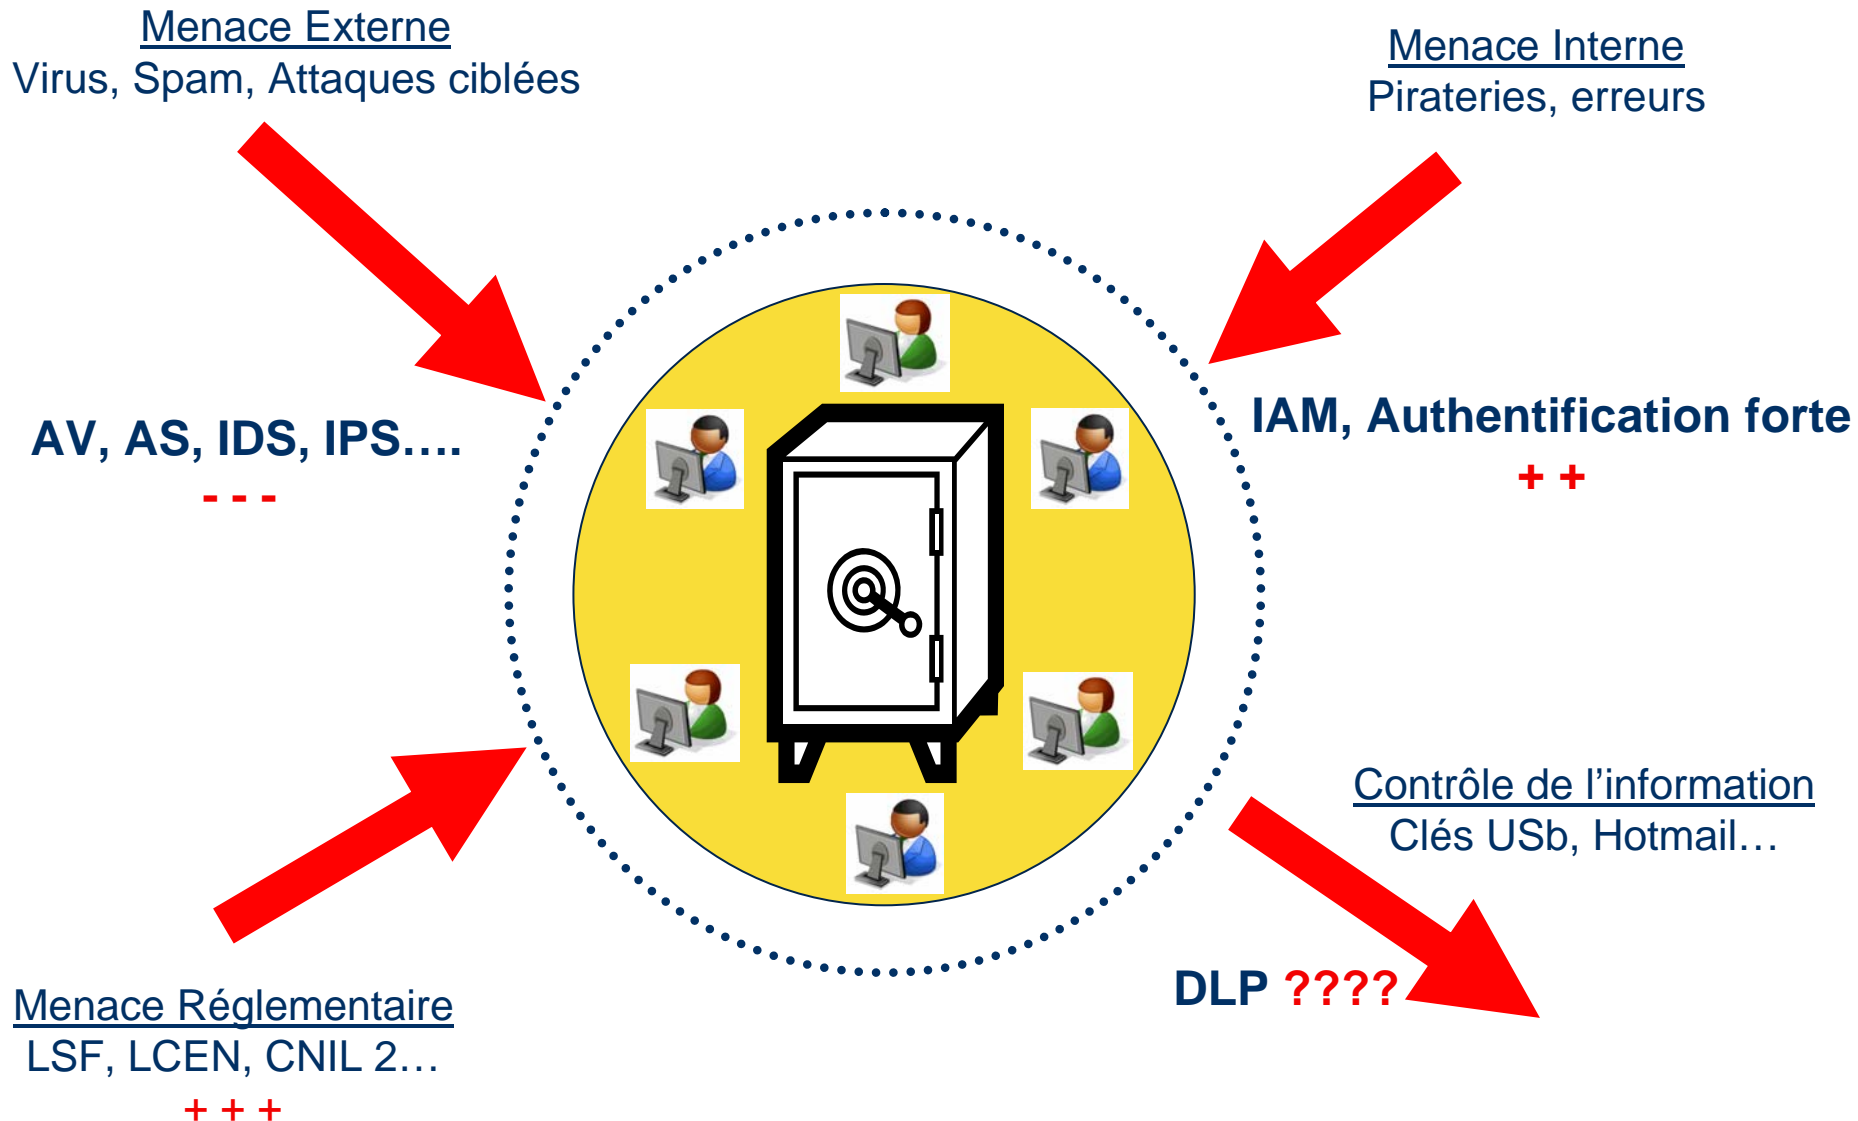 Menace Externe
Virus, Spam, Attaques ciblées
Menace Interne
Pirateries, erreurs
AV, AS, IDS, IPS….
- - -
IAM, Authentification forte
+ +
Contrôle de l’information
Clés USb, Hotmail…
DLP ????
Menace Réglementaire
LSF, LCEN, CNIL 2…
+ + +